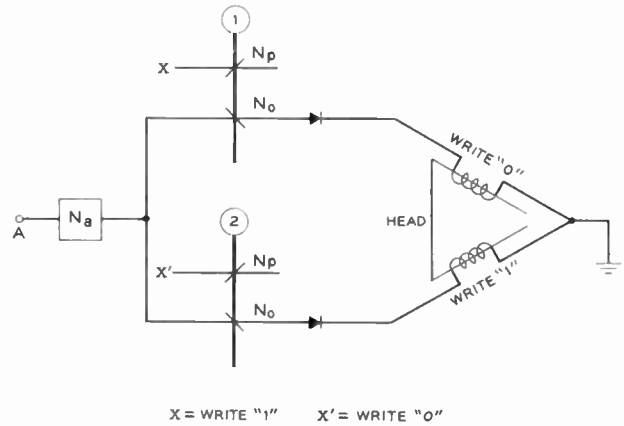 1
X Np
No
WRITE "0"
A Na
HEAD
2
X' Np
No
WRITE "1"
X = WRITE "1" X' = WRITE "0"